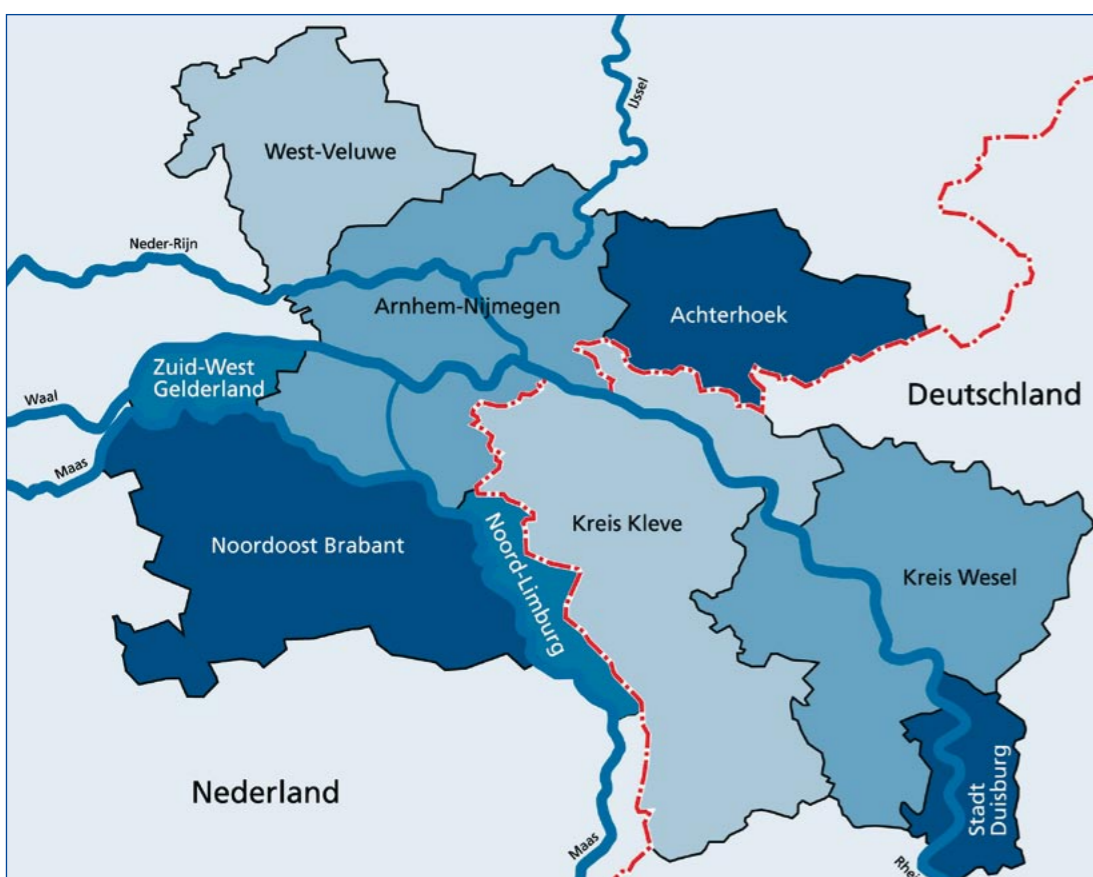 IJssel
West-Veluwe
Neder-Rijn
Arnhem-Nijmegen
Achterhoek
Zuid-West
Gelderland
Waal
Deutschland
Maas
Noordoost Brabant
Noord-Limburg
Kreis Kleve
Kreis Wesel
Nederland
Stadt
Duisburg
Maas
Rhei